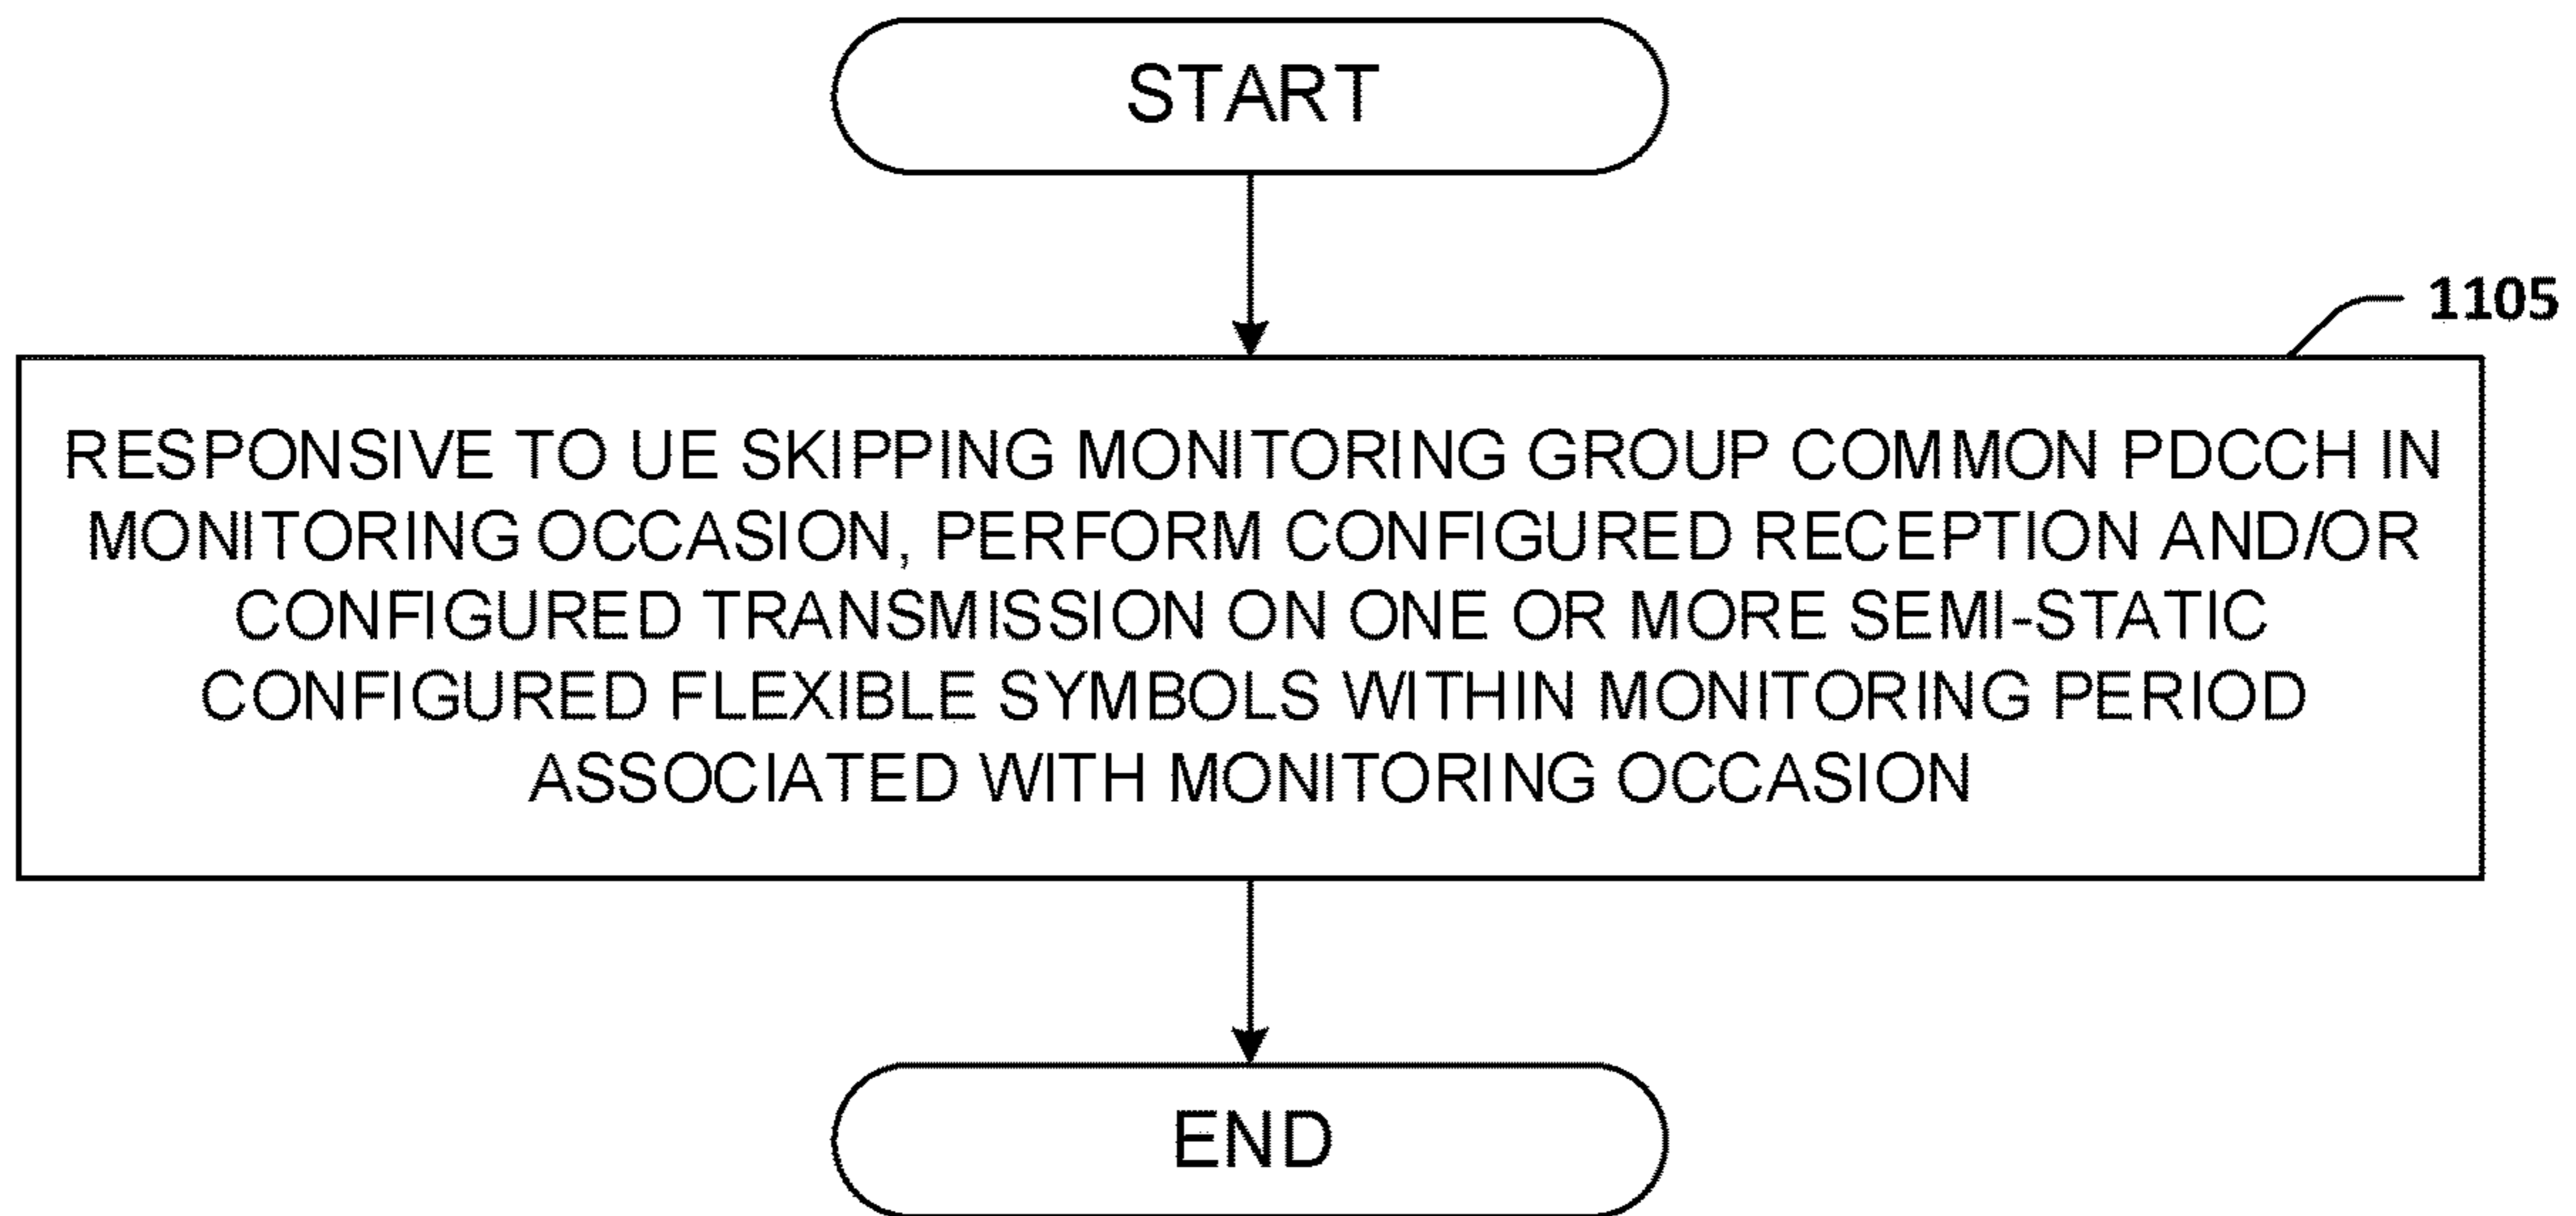 START
1105
RESPONSIVE TO UE SKIPPING MONITORING GROUP COMMON PDCCH IN
MONITORING OCCASION, PERFORM CONFIGURED RECEPTION AND/OR
CONFIGURED TRANSMISSION ON ONE OR MORE SEMI-STATIC
CONFIGURED FLEXIBLE SYMBOLS WITHIN MONITORING PERIOD
ASSOCIATED WITH MONITORING OCCASION
END